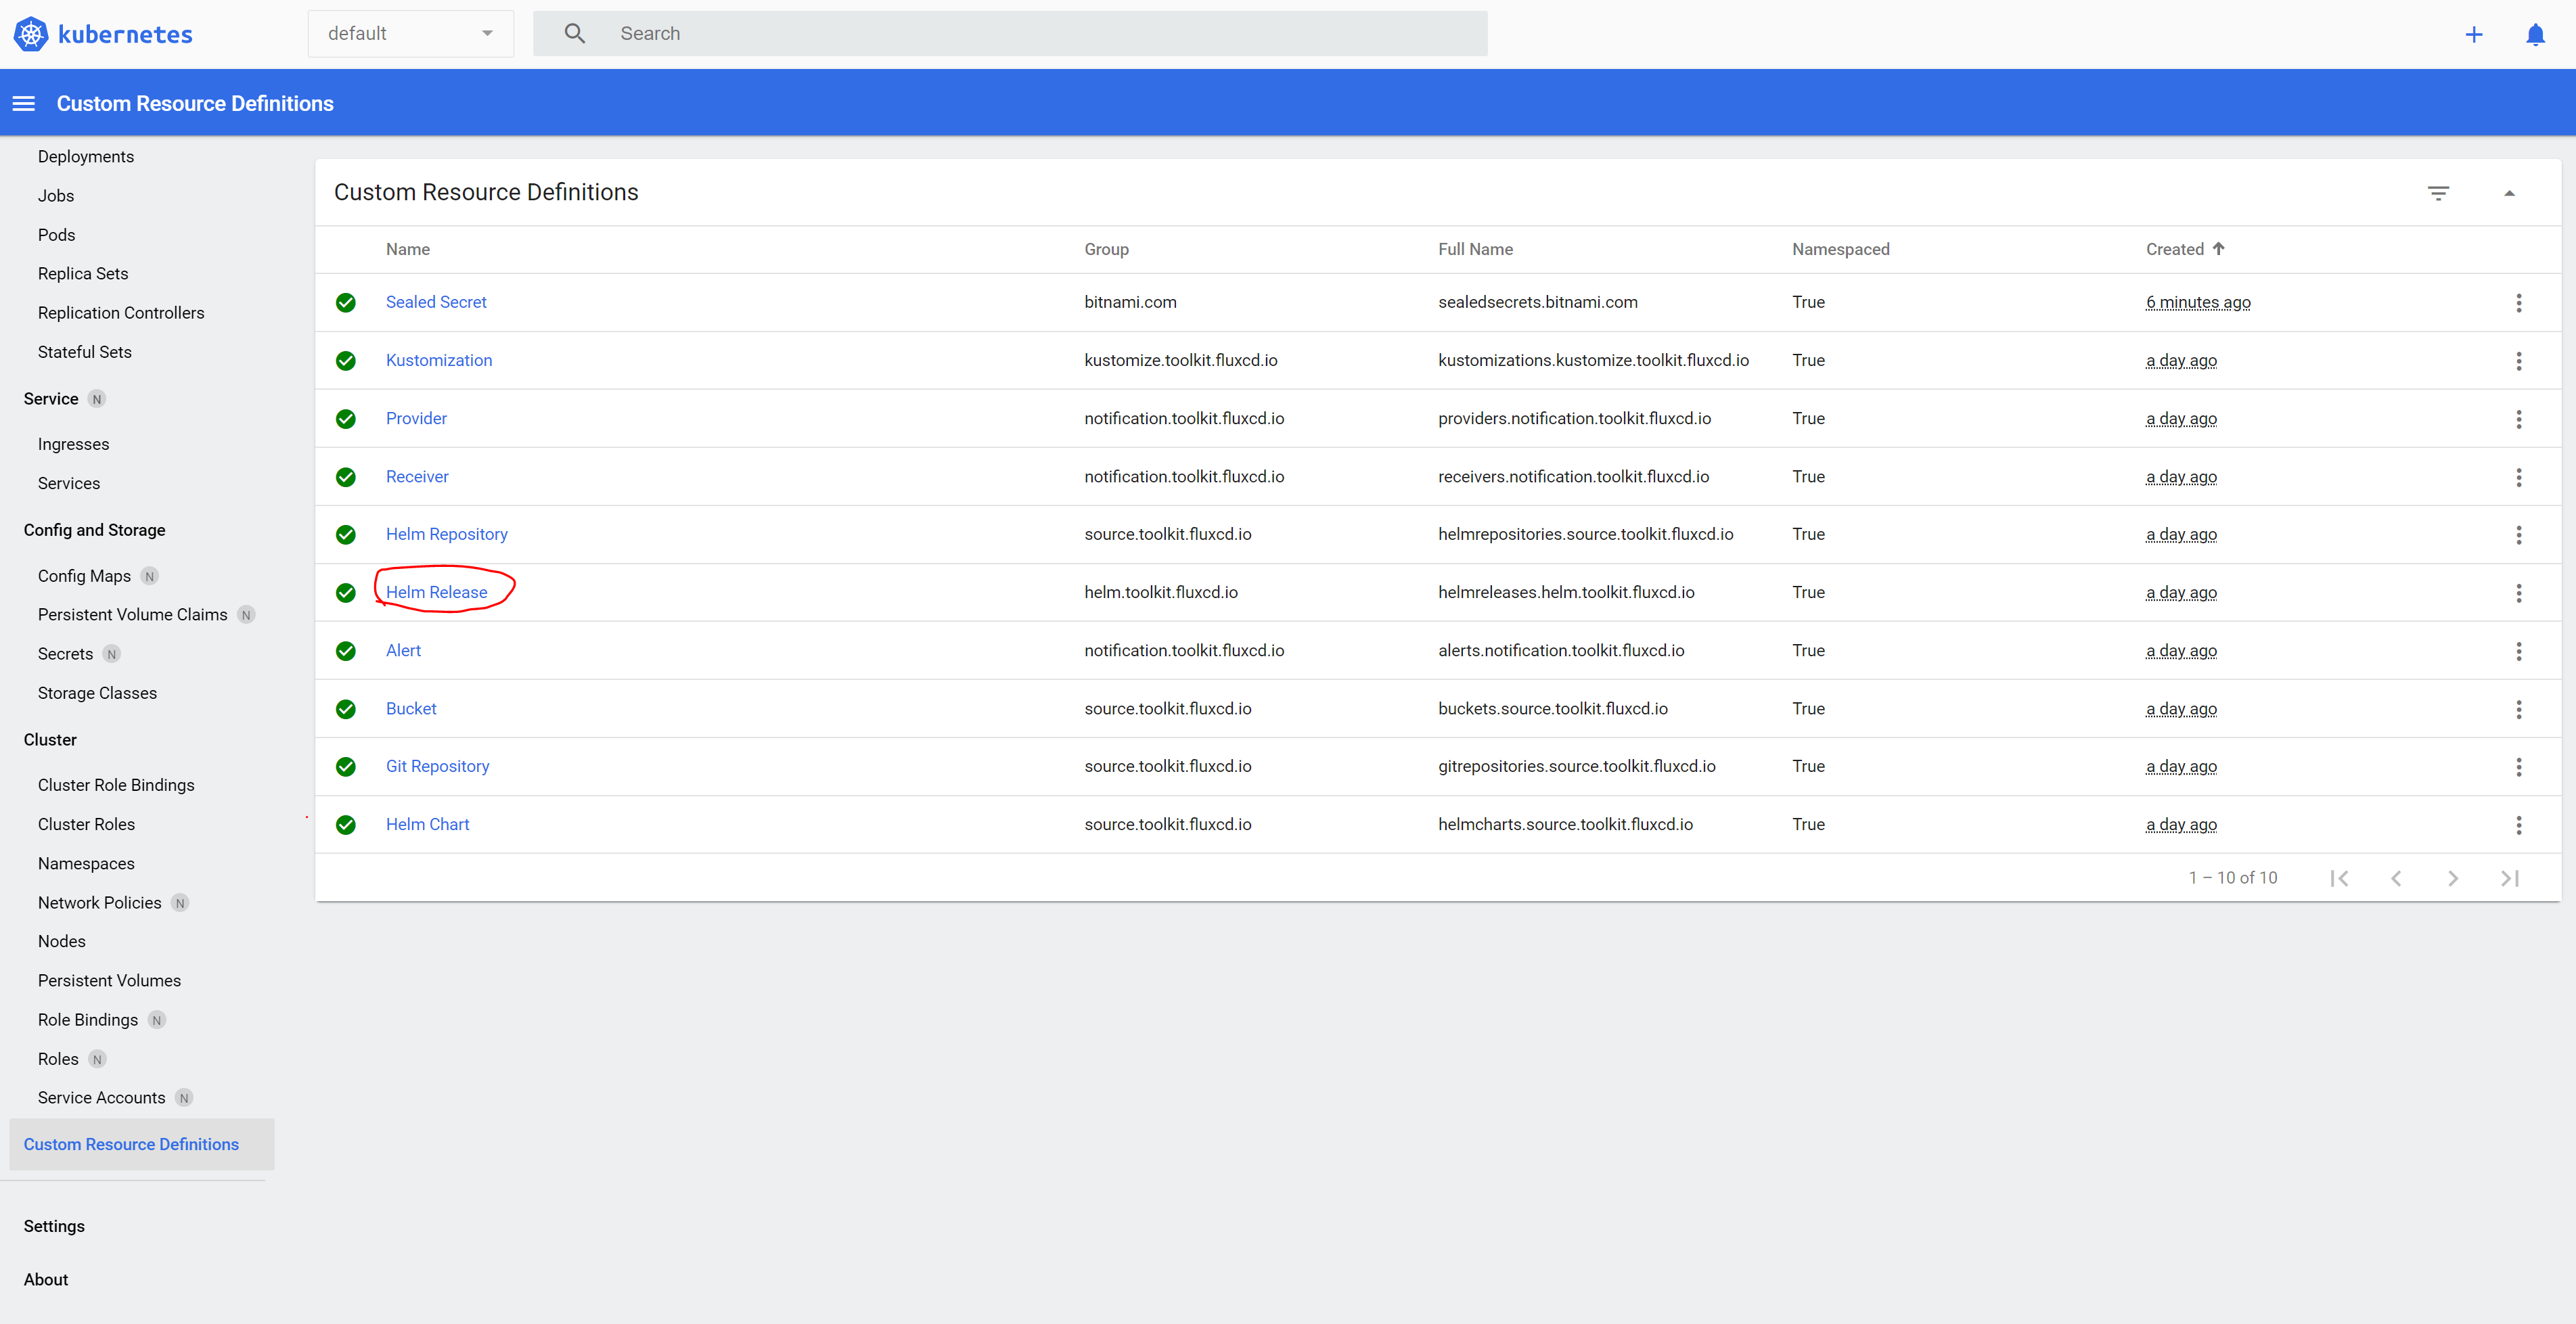 kubernetes
default
Search
Custom Resource Definitions
Deployments
Jobs
Pods
Replica Sets
Replication Controllers
Stateful Sets
Service N
Ingresses
Services
Config and Storage
Config Maps N
Persistent Volume Claims N
Secrets N
Storage Classes
Cluster
Cluster Role Bindings
Cluster Roles
Namespaces
Network Policies N
Nodes
Persistent Volumes
Role Bindings N
Roles N
Service Accounts N
Custom Resource Definitions
Settings
About
Custom Resource Definitions
Name Group Full Name Namespaced Created
Sealed Secret bitnami.com sealedsecrets.bitnami.com True 6 minutes ago
Kustomization kustomize.toolkit.fluxcd.io kustomizations.kustomize.toolkit.fluxcd.io True a day ago
Provider notification.toolkit.fluxcd.io providers.notification.toolkit.fluxcd.io True a day ago
Receiver notification.toolkit.fluxcd.io receivers.notification.toolkit.fluxcd.io True a day ago
Helm Repository source.toolkit.fluxcd.io helmrepositories.source.toolkit.fluxcd.io True a day ago
Helm Release helm.toolkit.fluxcd.io helmreleases.helm.toolkit.fluxcd.io True a day ago
Alert notification.toolkit.fluxcd.io alerts.notification.toolkit.fluxcd.io True a day ago
Bucket source.toolkit.fluxcd.io buckets.source.toolkit.fluxcd.io True a day ago
Git Repository source.toolkit.fluxcd.io gitrepositories.source.toolkit.fluxcd.io True a day ago
Helm Chart source.toolkit.fluxcd.io helmcharts.source.toolkit.fluxcd.io True a day ago
1 – 10 of 10